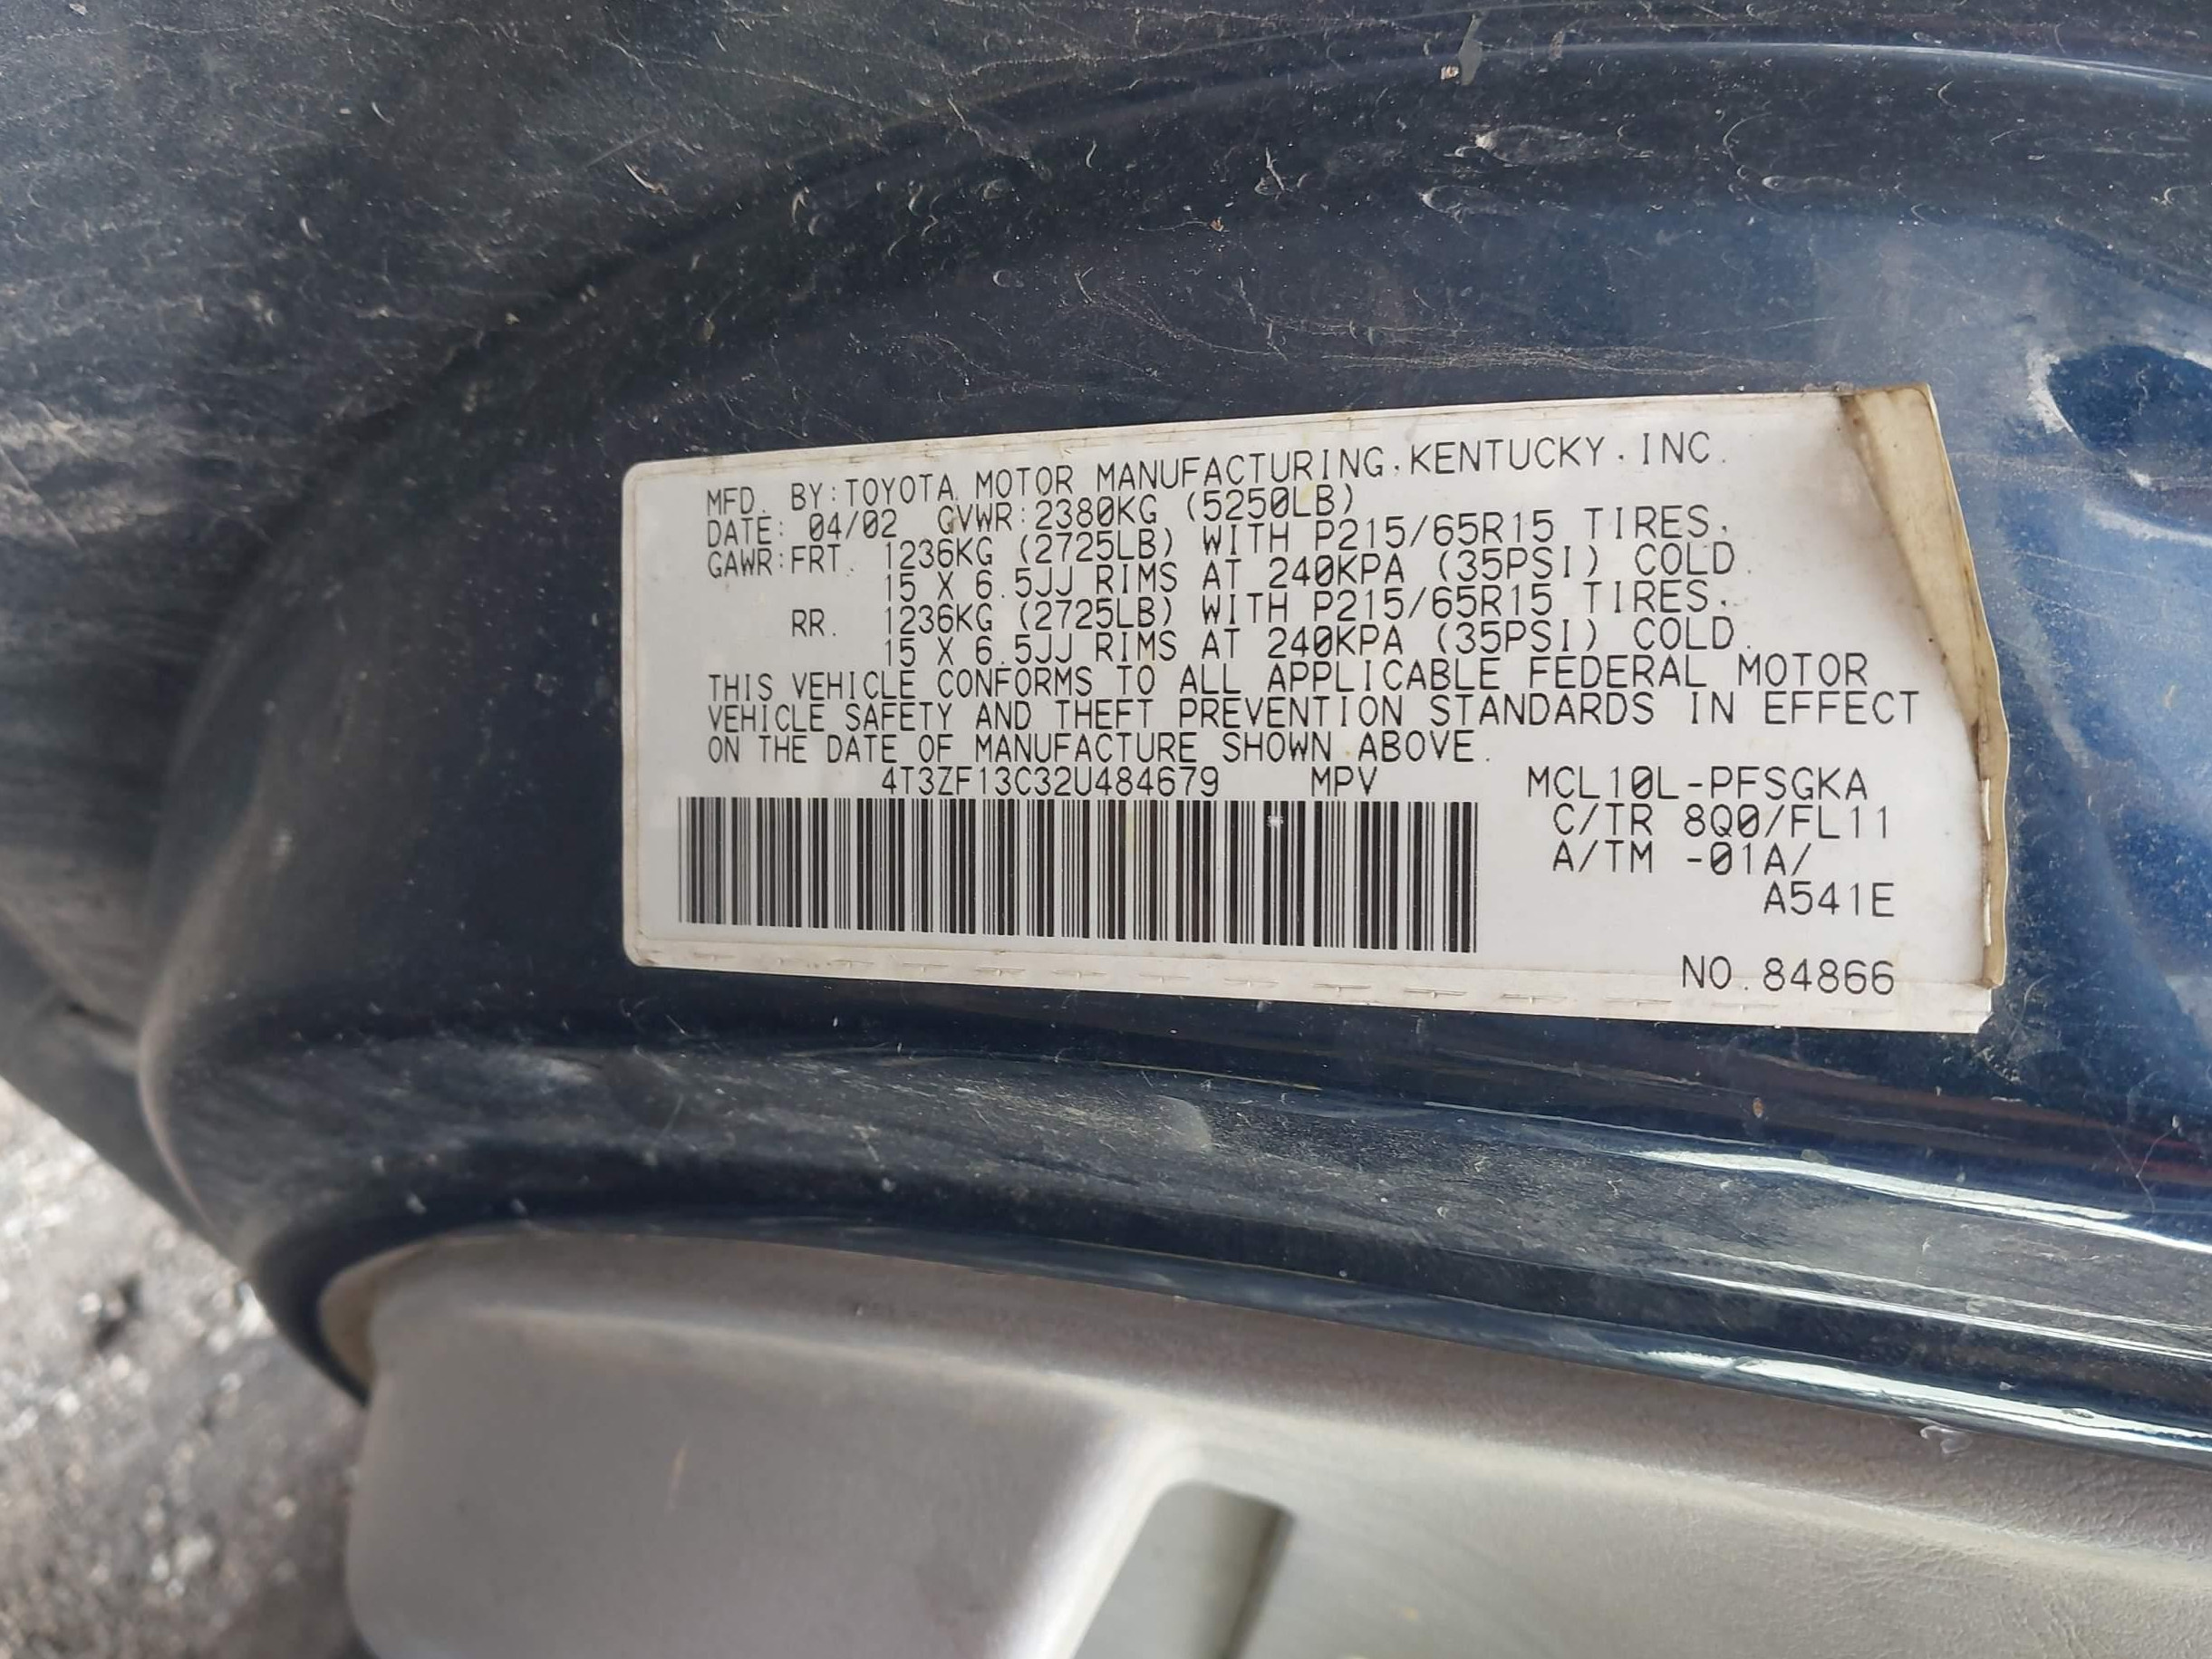 MFD. BY:TOYOTA MOTOR MANUFACTURING,KENTUCKY.INC.
DATE: 04/02 GVWR:2380KG (5250LB)
GAWR:FRT. 1236KG (2725LB) WITH P215/65R15 TIRES,
15 X 6.5JJ RIMS AT 240KPA (35PSI) COLD.
RR. 1236KG (2725LB) WITH P215/65R15 TIRES,
15 X 6.5JJ RIMS AT 240KPA (35PSI) COLD.
THIS VEHICLE CONFORMS TO ALL APPLICABLE FEDERAL MOTOR
VEHICLE SAFETY AND THEFT PREVENTION STANDARDS IN EFFECT
ON THE DATE OF MANUFACTURE SHOWN ABOVE.
4T3ZF13C32U484679 MPV MCL10L-PFSGKA
C/TR 8Q0/FL11
A/TM -01A/
A541E
NO.84866